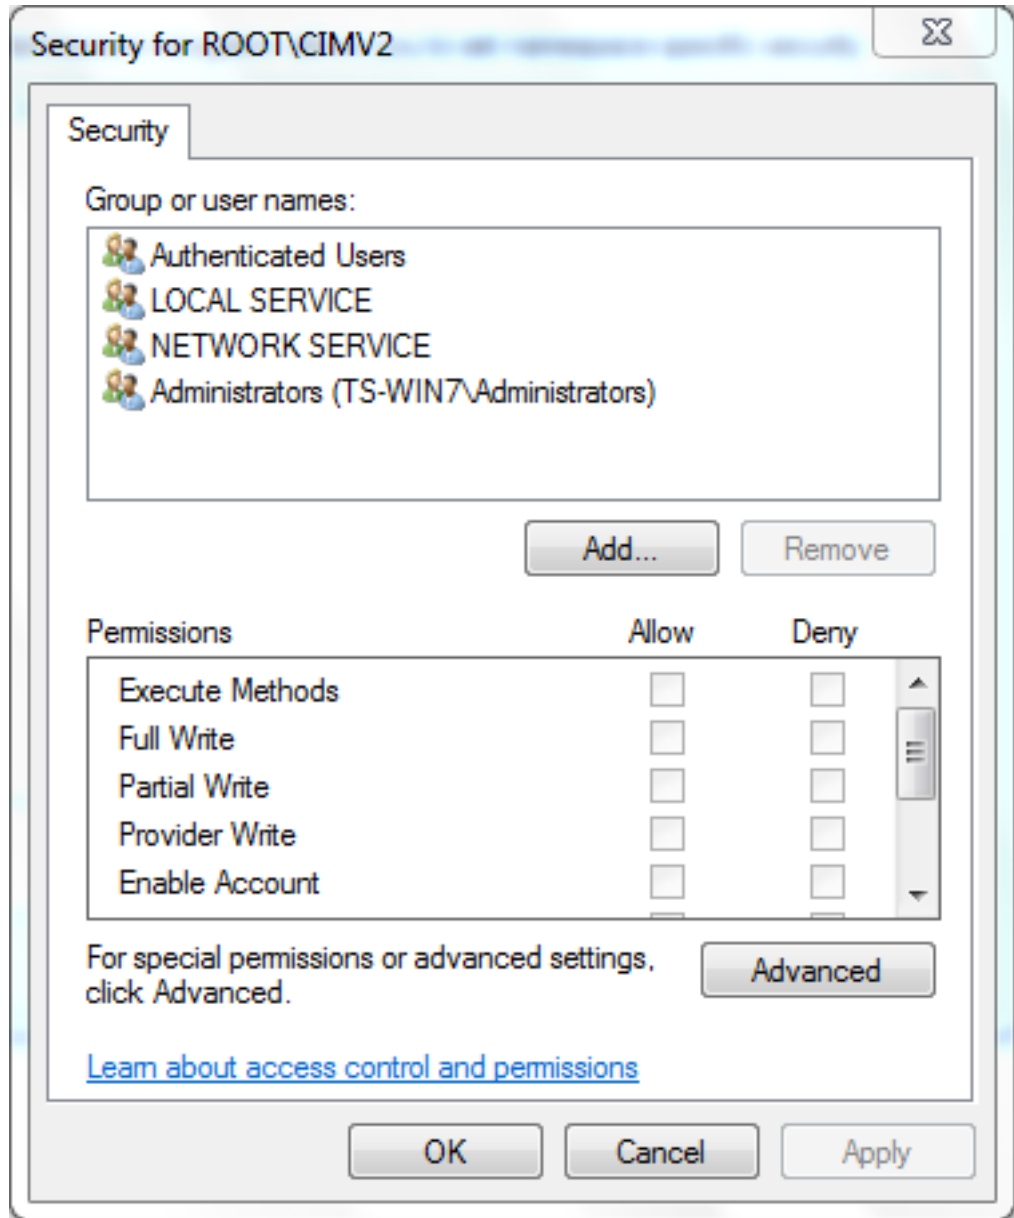 Security for ROOT\CIMV2
Security
Group or user names:
Authenticated Users
LOCAL SERVICE
NETWORK SERVICE
Administrators (TS-WIN7\Administrators)
Add...
Remove
Permissions Allow Deny
Execute Methods
Full Write
Partial Write
Provider Write
Enable Account
For special permissions or advanced settings,
click Advanced.
Advanced
Learn about access control and permissions
OK
Cancel
Apply